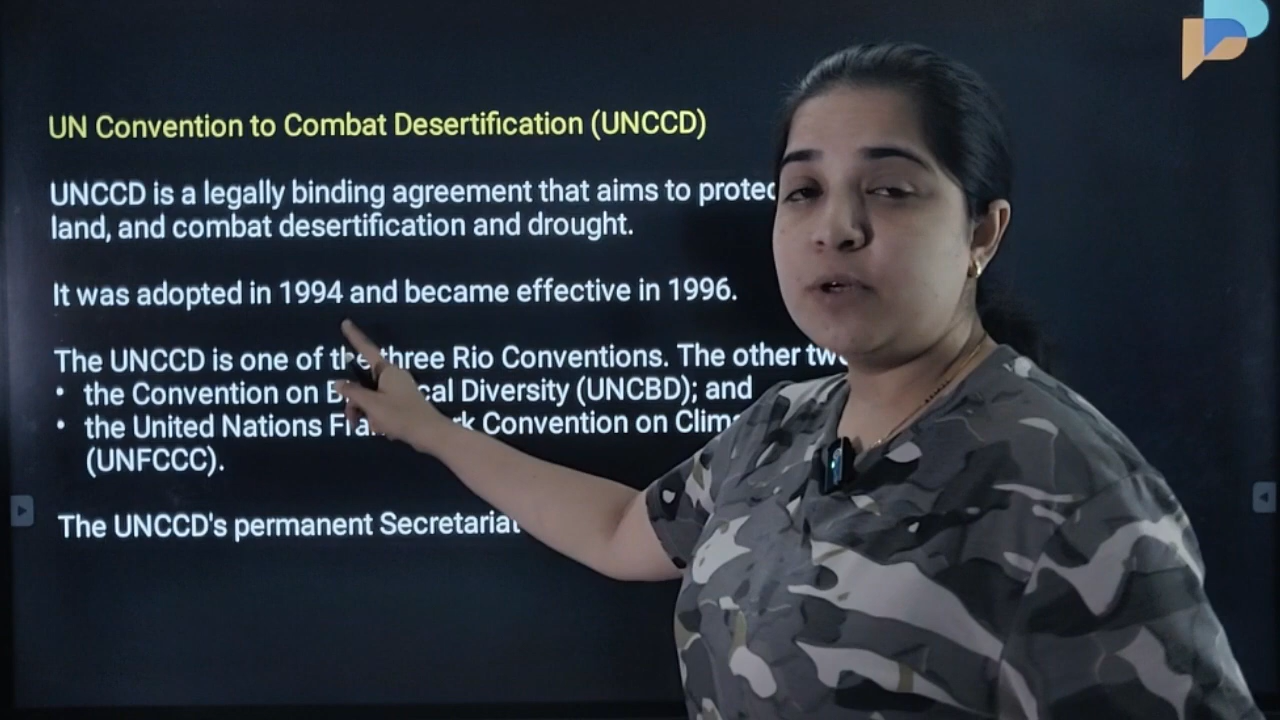 UN Convention to Combat Desertification (UNCCD)
UNCCD is a legally binding agreement that aims to protec
land, and combat desertification and drought.
It was adopted in 1994 and became effective in 1996.
The UNCCD is one of the three Rio Conventions. The other tw
• the Convention on B cal Diversity (UNCBD); and
• the United Nations Fra rk Convention on Clim
(UNFCCC).
The UNCCD's permanent Secretariat